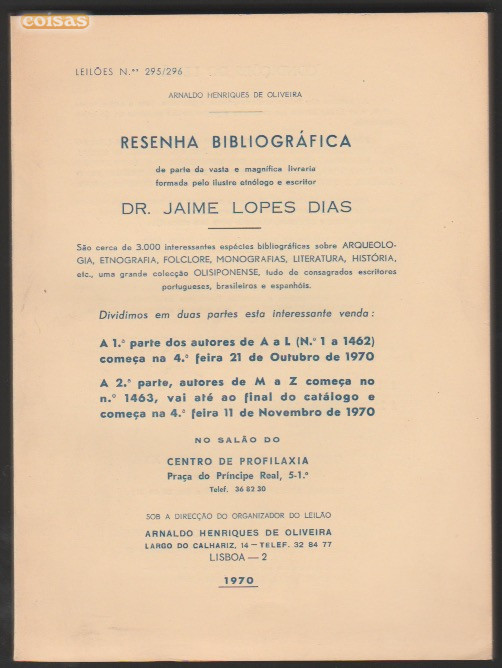 coisas
LEILÕES N.os 295/296
ARNALDO HENRIQUES DE OLIVEIRA
RESENHA BIBLIOGRÁFICA
de parte da vasta e magnífica livraria
formada pelo ilustre etnólogo e escritor
DR. JAIME LOPES DIAS
São cerca de 3.000 interessantes espécies bibliográficas sobre ARQUEOLO-
GIA, ETNOGRAFIA, FOLCLORE, MONOGRAFIAS, LITERATURA, HISTÓRIA,
etc., uma grande colecção OLISIPONENSE, tudo de consagrados escritores
portugueses, brasileiros e espanhóis.
Dividimos em duas partes esta interessante venda:
A 1.ª parte dos autores de A a L (N.º 1 a 1462)
começa na 4.ª feira 21 de Outubro de 1970
A 2.ª parte, autores de M a Z começa no
n.º 1463, vai até ao final do catálogo e
começa na 4.ª feira 11 de Novembro de 1970
NO SALÃO DO
CENTRO DE PROFILAXIA
Praça do Príncipe Real, 5-1.º
Telef. 36 82 30
SOB A DIRECÇÃO DO ORGANIZADOR DO LEILÃO
ARNALDO HENRIQUES DE OLIVEIRA
LARGO DO CALHARIZ, 14 — TELEF. 32 84 77
LISBOA — 2
1970